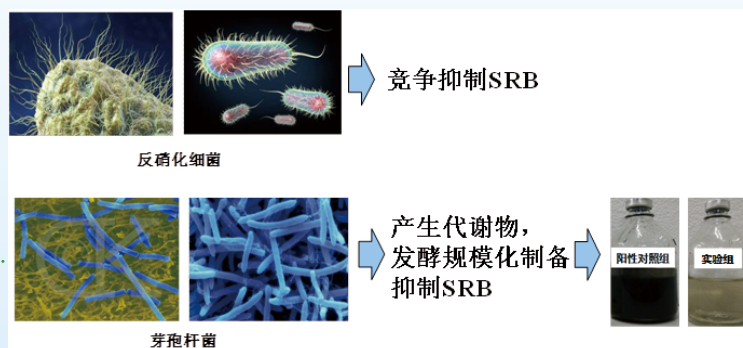 竞争抑制SRB
反硝化细菌
产生代谢物，
发酵规模化制备
抑制SRB
阳性对照组
实验组
芽孢杆菌